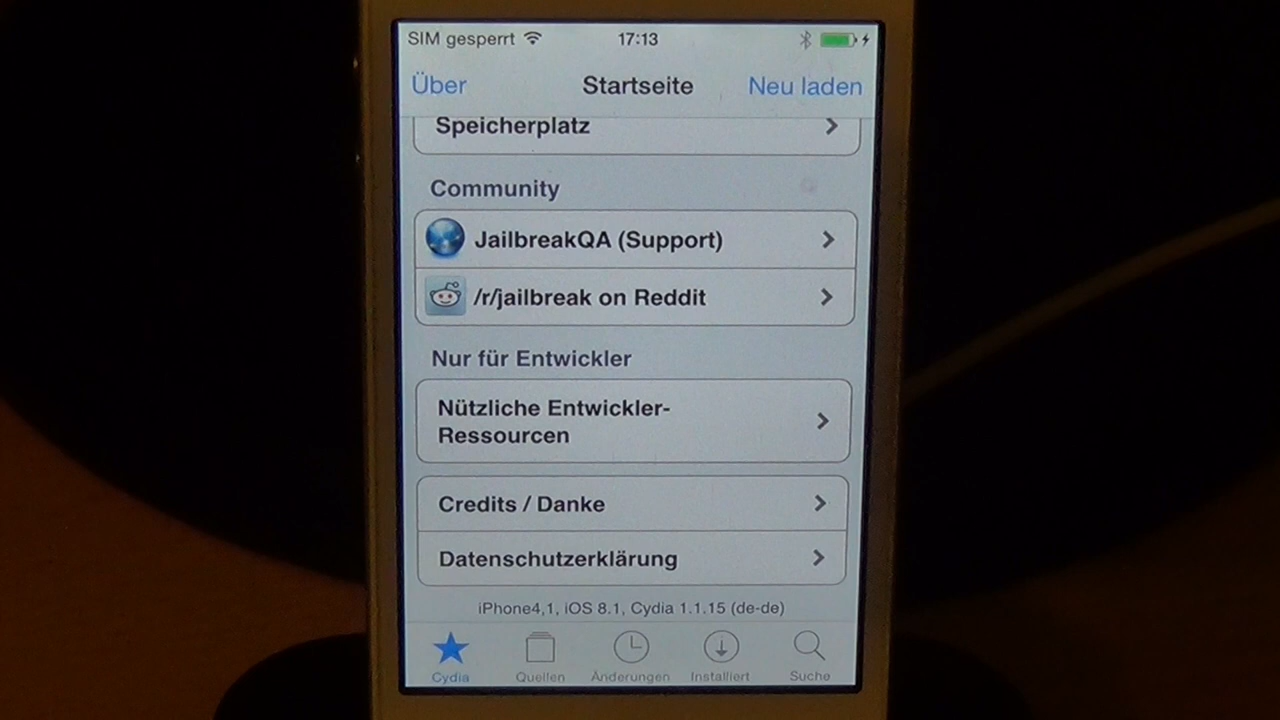 SIM gesperrt 17:13
Über Startseite Neu laden
Speicherplatz
Community
JailbreakQA (Support)
/r/jailbreak on Reddit
Nur für Entwickler
Nützliche Entwickler-
Ressourcen
Credits / Danke
Datenschutzerklärung
iPhone4,1, iOS 8.1, Cydia 1.1.15 (de-de)
Cydia Quellen Änderungen Installiert Suche